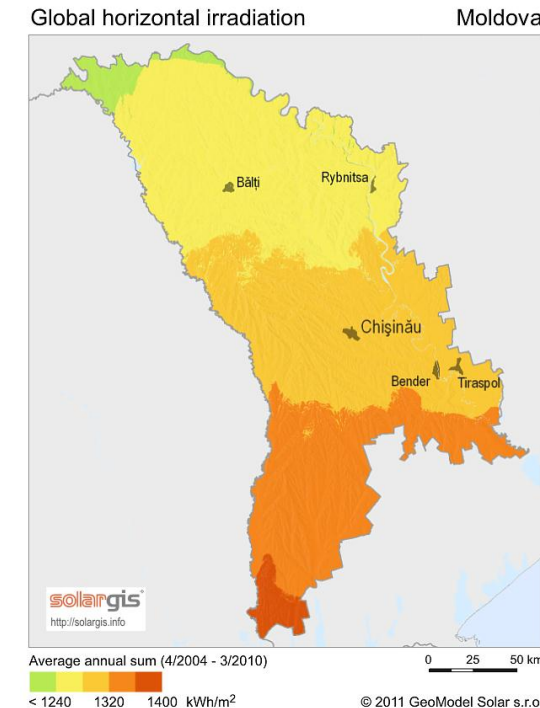 Global horizontal irradiation Moldova
Bălți
Rybnitsa
Chişinău
Bender
Tiraspol
solargis
http://solargis.info
Average annual sum (4/2004 - 3/2010)
0 25 50 km
< 1240 1320 1400 kWh/m²
© 2011 GeoModel Solar s.r.o